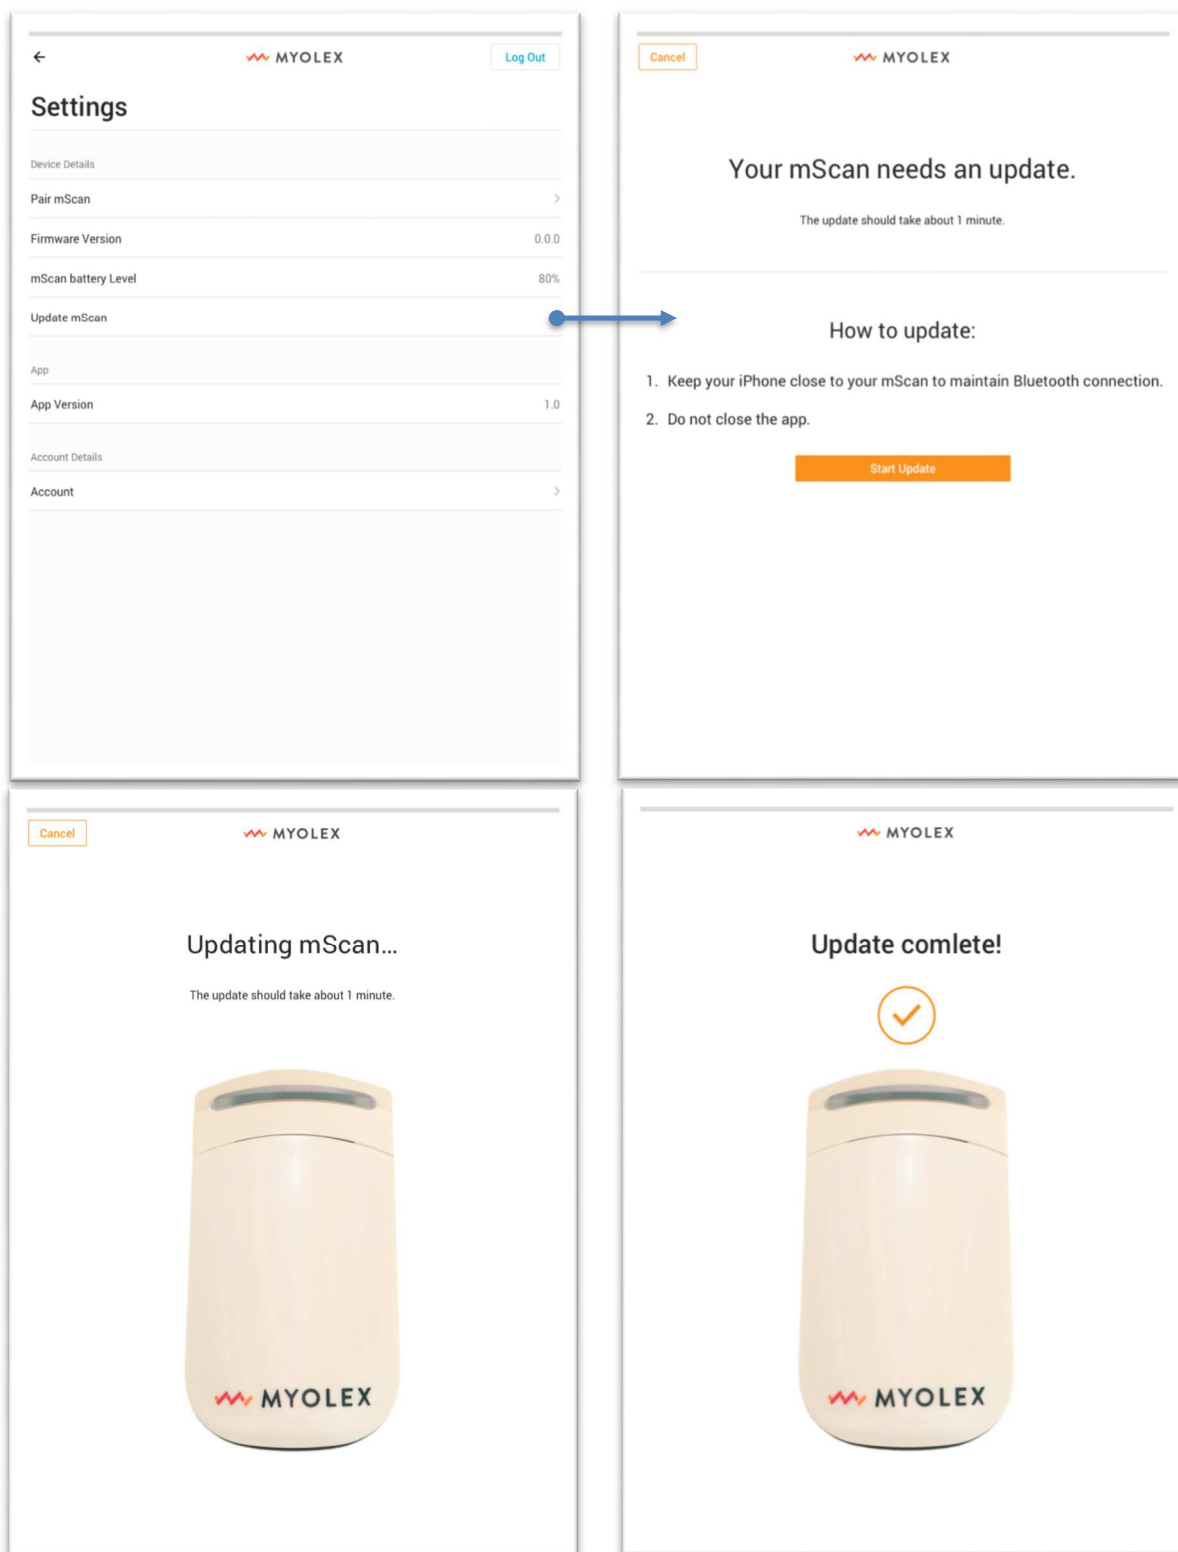 MYOLEX
Log Out
Settings
Device Details
Pair mScan
Firmware Version 0.0.0
mScan battery Level 80%
Update mScan
App
App Version 1.0
Account Details
Account
Cancel
MYOLEX
Your mScan needs an update.
The update should take about 1 minute.
How to update:
1. Keep your iPhone close to your mScan to maintain Bluetooth connection.
2. Do not close the app.
Start Update
Cancel
MYOLEX
Updating mScan...
The update should take about 1 minute.
MYOLEX
MYOLEX
Update comlete!
MYOLEX